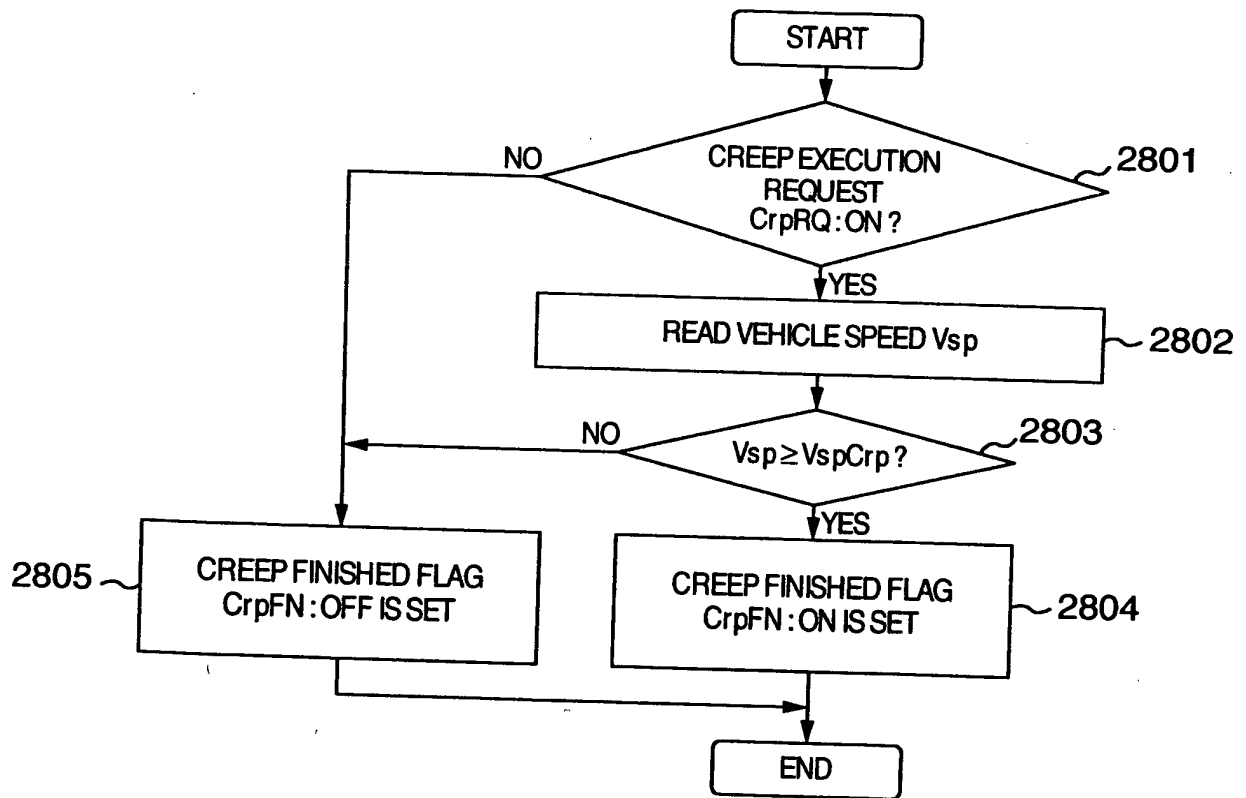 START
NO
CREEP EXECUTION
REQUEST
CrpRQ : ON ?
2801
YES
READ VEHICLE SPEED Vsp
2802
NO
Vsp ≥ VspCrp ?
2803
YES
2805
CREEP FINISHED FLAG
CrpFN : OFF IS SET
CREEP FINISHED FLAG
CrpFN : ON IS SET
2804
END